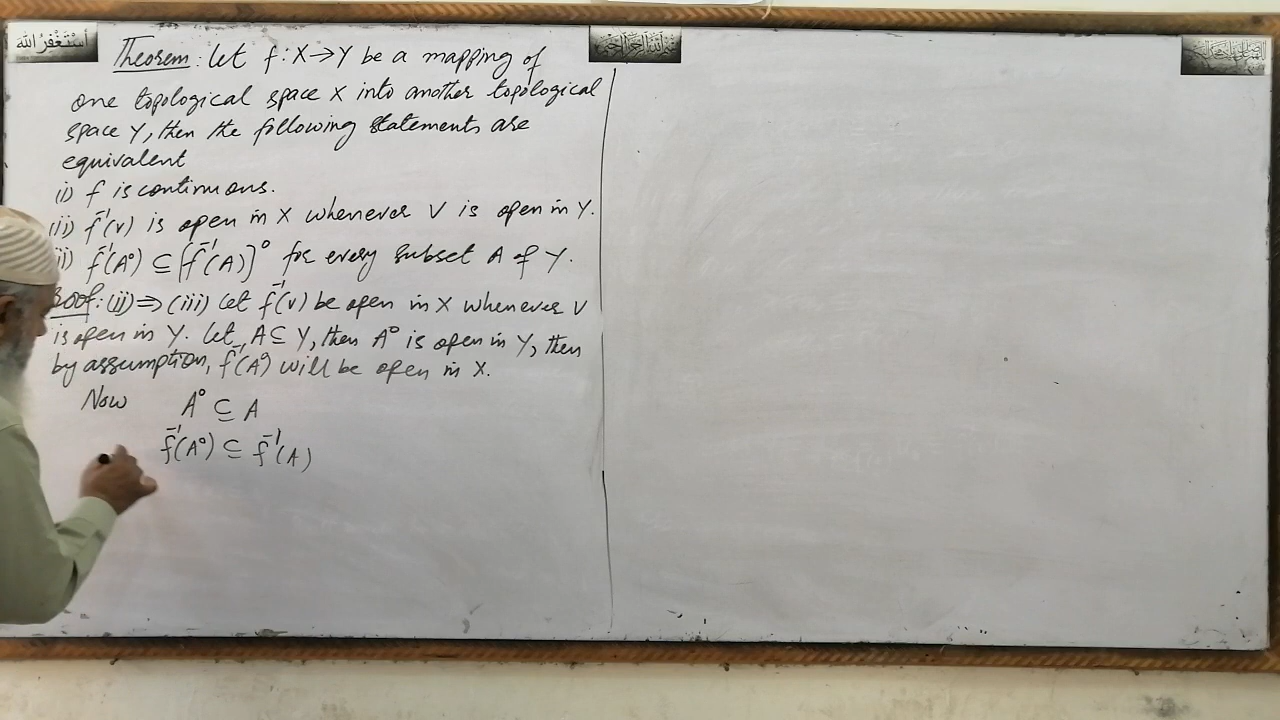 أستغفر الله
Theorem: let f: X→Y be a mapping of
one topological space X into another topological
space Y, then the following statements are
equivalent
(i) f is continuous.
(ii) f⁻¹(V) is open in X whenever V is open in Y.
ii) f⁻¹(A°) ⊆ [f⁻¹(A)]° for every subset A of Y.
Proof: (ii) ⇒ (iii) let f⁻¹(V) be open in X whenever V
is open in Y. Let A ⊆ Y, then A° is open in Y, then
by assumption, f⁻¹(A°) will be open in X.
Now A° ⊆ A
f⁻¹(A°) ⊆ f⁻¹(A)